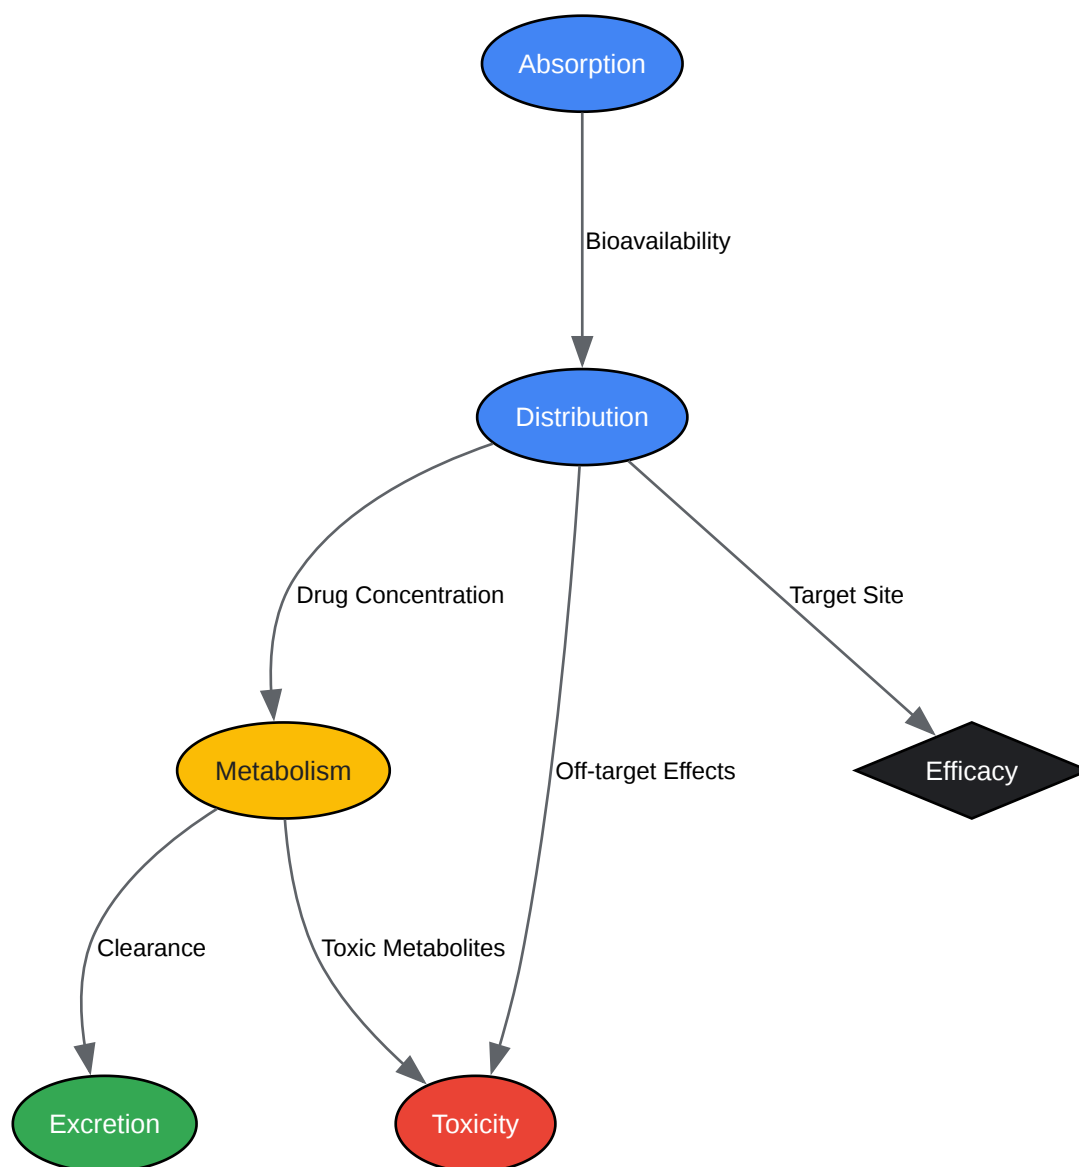 Absorption
Bioavailability
Distribution
Drug Concentration
Target Site
Metabolism
Off-target Effects
Efficacy
Clearance
Toxic Metabolites
Excretion
Toxicity